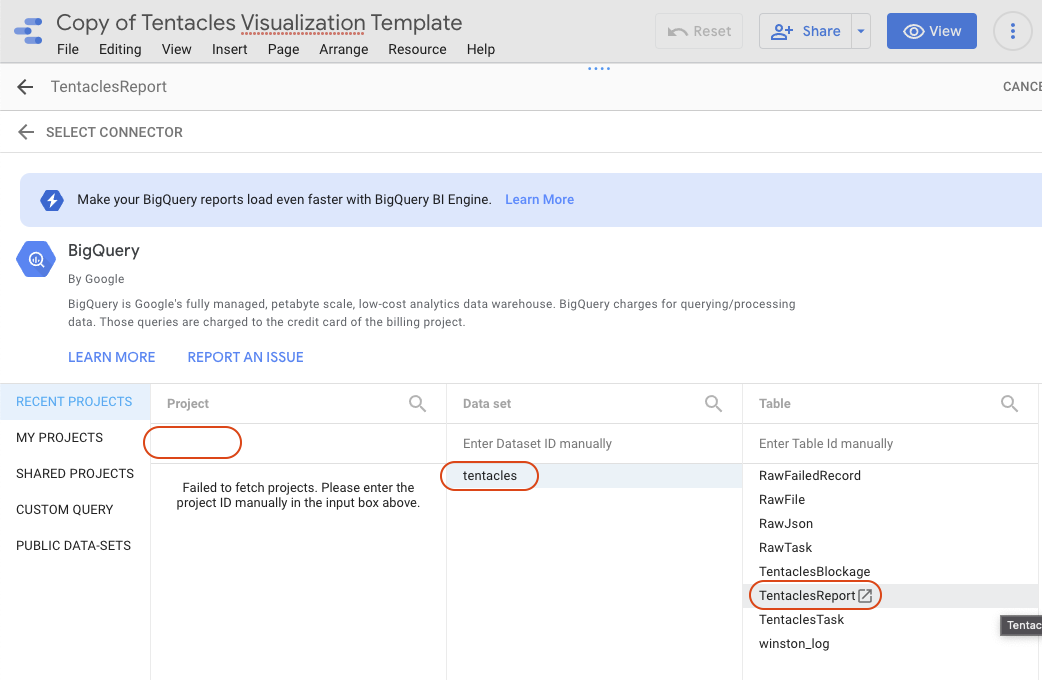 Copy of Tentacles Visualization Template
File Editing View Insert Page Arrange Resource Help
Reset
Share
View
TentaclesReport
CANCE
SELECT CONNECTOR
Make your BigQuery reports load even faster with BigQuery BI Engine. Learn More
BigQuery
By Google
BigQuery is Google's fully managed, petabyte scale, low-cost analytics data warehouse. BigQuery charges for querying/processing
data. Those queries are charged to the credit card of the billing project.
LEARN MORE REPORT AN ISSUE
RECENT PROJECTS
MY PROJECTS
SHARED PROJECTS
CUSTOM QUERY
PUBLIC DATA-SETS
Project
Failed to fetch projects. Please enter the
project ID manually in the input box above.
Data set
Enter Dataset ID manually
tentacles
Table
Enter Table Id manually
RawFailedRecord
RawFile
RawJson
RawTask
TentaclesBlockage
TentaclesReport
TentaclesTask
winston_log
Tentac